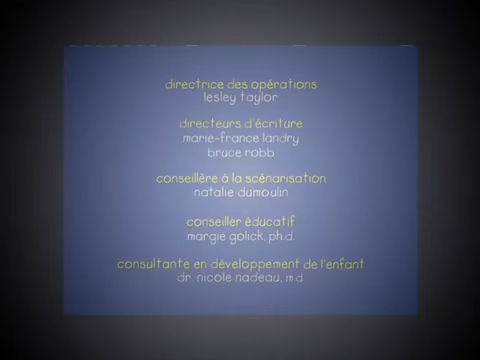 directrice des opérations
lesley taylor
directeurs d'écriture
marie-france landry
bruce robb
conseillère à la scénarisation
natalie dumoulin
conseiller éducatif
margie golick, ph.d.
consultante en développement de l'enfant
dr. nicole nadeau, m.d.